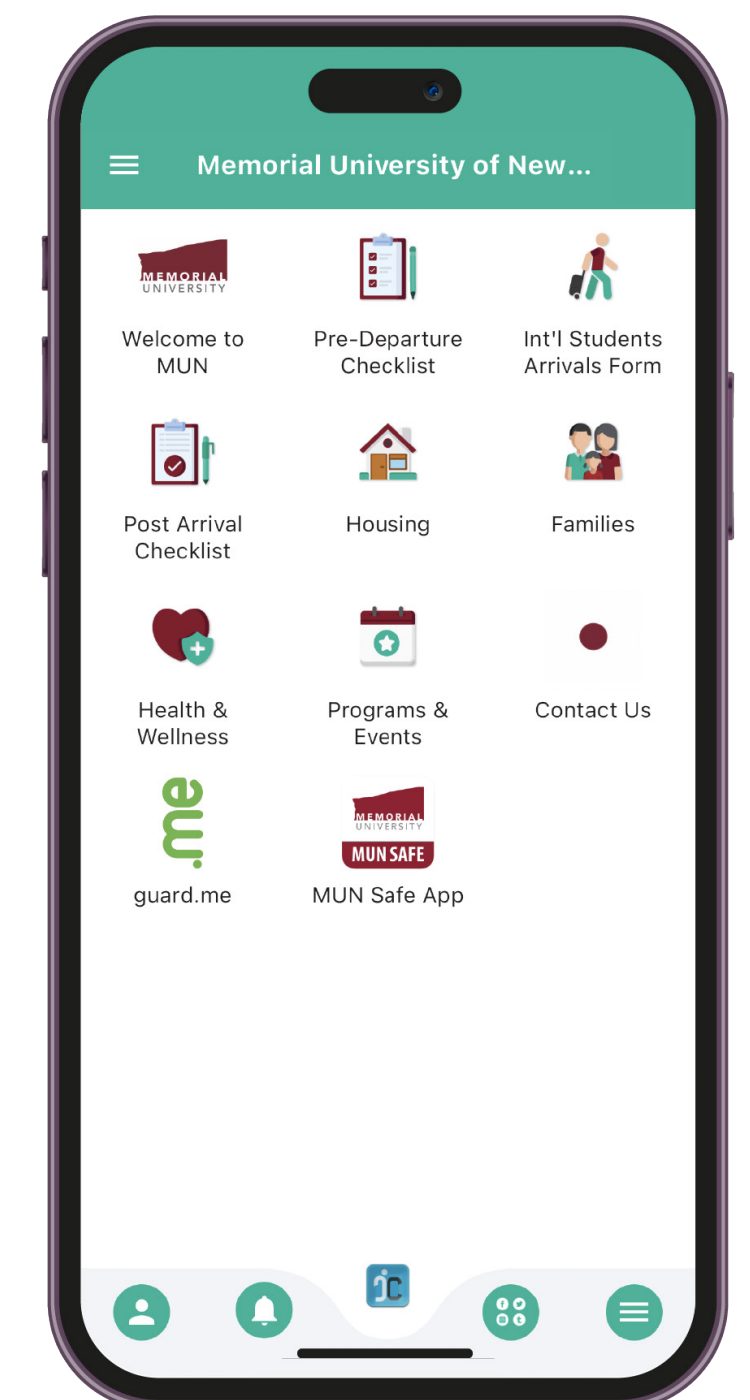 Memorial University of New...
MEMORIAL
UNIVERSITY
Welcome to
MUN
Pre-Departure
Checklist
Int'l Students
Arrivals Form
Post Arrival
Checklist
Housing
Families
Health &
Wellness
Programs &
Events
Contact Us
.me
guard.me
MEMORIAL
UNIVERSITY
MUN SAFE
MUN Safe App
ic